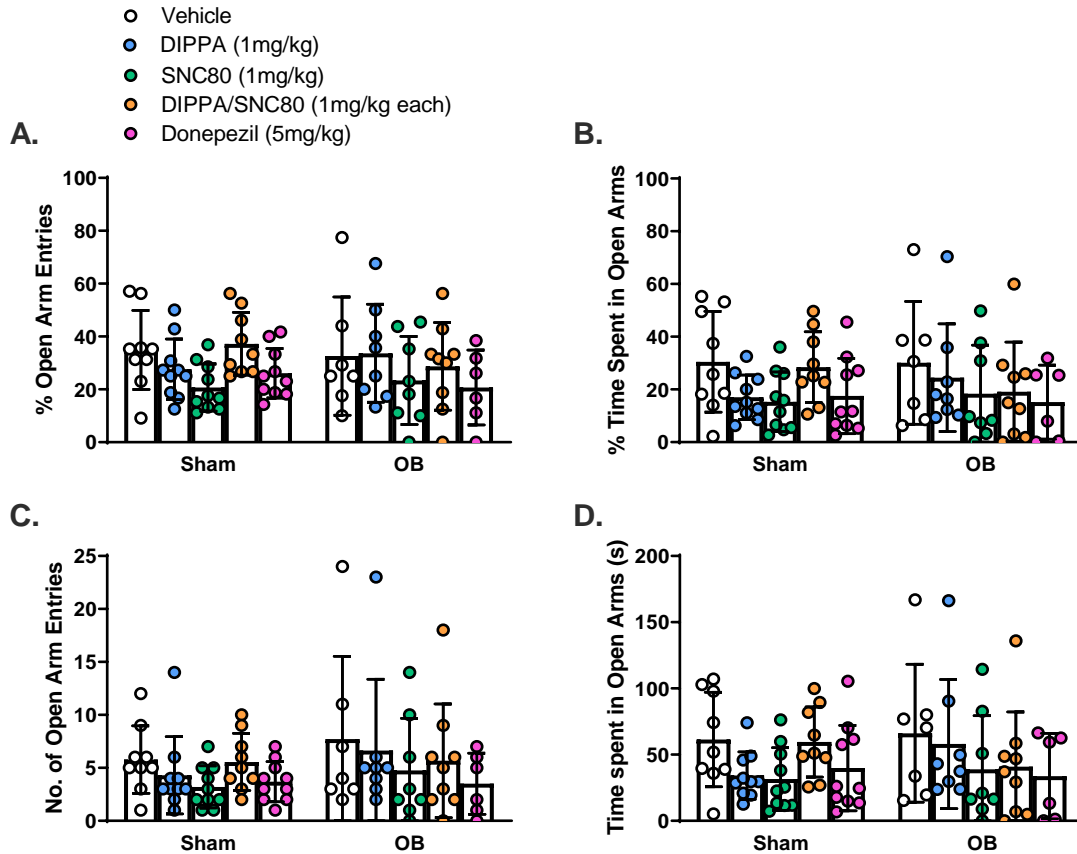 Vehicle
DIPPA (1mg/kg)
SNC80 (1mg/kg)
DIPPA/SNC80 (1mg/kg each)
Donepezil (5mg/kg)
A.
% Open Arm Entries
100
80
60
40
20
0
Sham
OB
B.
% Time Spent in Open Arms
100
80
60
40
20
0
Sham
OB
C.
No. of Open Arm Entries
25
20
15
10
5
0
Sham
OB
D.
Time spent in Open Arms (s)
200
150
100
50
0
Sham
OB